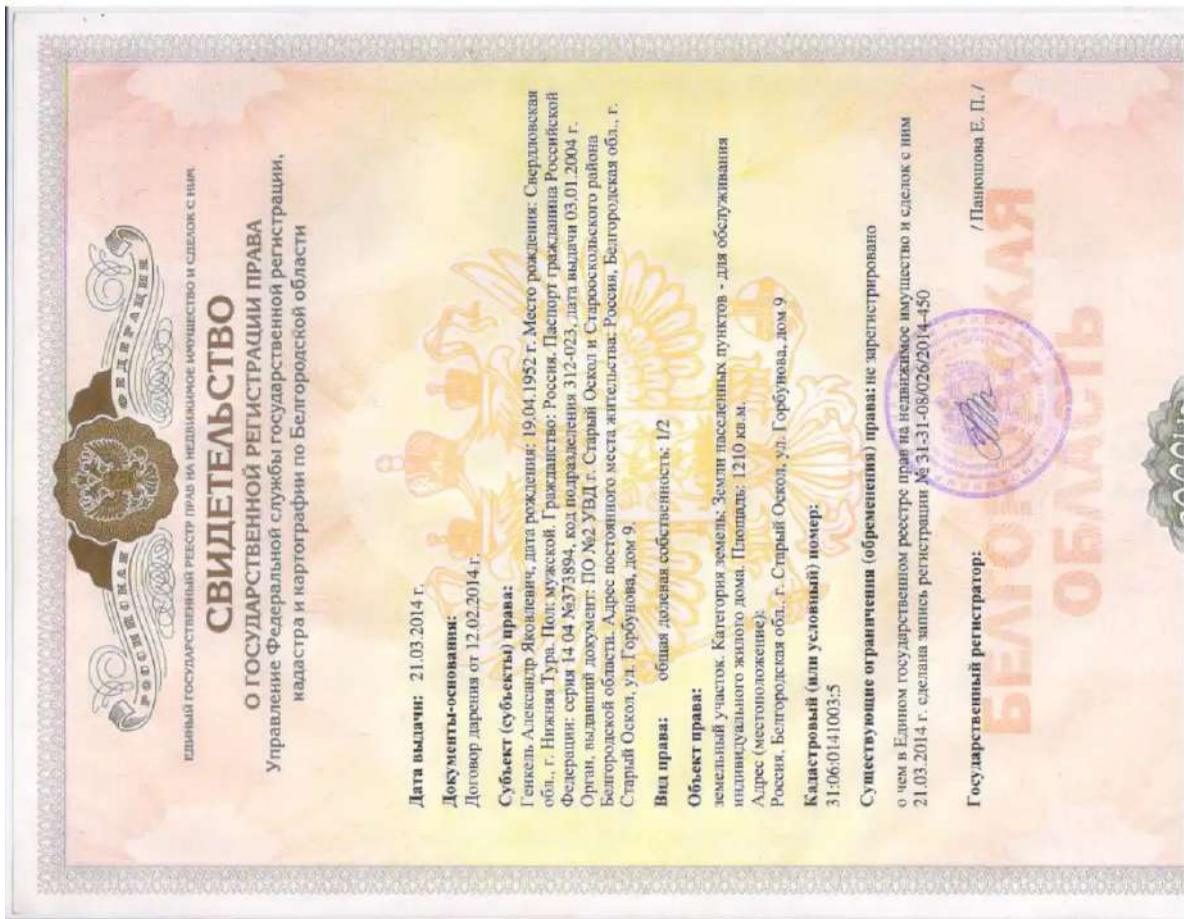 РОССИЙСКАЯ ФЕДЕРАЦИЯ
ЕДИНЫЙ ГОСУДАРСТВЕННЫЙ РЕЕСТР ПРАВ НА НЕДВИЖИМОЕ ИМУЩЕСТВО И СДЕЛОК С НИМ
СВИДЕТЕЛЬСТВО
О ГОСУДАРСТВЕННОЙ РЕГИСТРАЦИИ ПРАВА
Управление Федеральной службы государственной регистрации,
кадастра и картографии по Белгородской области
Дата выдачи: 21.03.2014 г.
Документы-основания:
Договор дарения от 12.02.2014 г.
Субъект (субъекты) права:
Генкель Александр Яковлевич, дата рождения: 19.04.1952 г. Место рождения: Свердловская
обл., г. Нижняя Тура. Пол: мужской. Гражданство: Россия. Паспорт гражданина Российской
Федерации: серия 14 04 №373894, код подразделения 312-023, дата выдачи 03.01.2004 г.
Орган, выдавший документ: ПО №2 УВД г. Старый Оскол и Старооскольского района
Белгородской области. Адрес постоянного места жительства: Россия, Белгородская обл., г.
Старый Оскол, ул. Горбунова, дом 9.
Вид права: общая долевая собственность: 1/2
Объект права:
земельный участок. Категория земель: Земли населенных пунктов - для обслуживания
индивидуального жилого дома. Площадь: 1210 кв.м.
Адрес (местоположение):
Россия, Белгородская обл., г. Старый Оскол, ул. Горбунова, дом 9
Кадастровый (или условный) номер:
31:06:0141003:5
Существующие ограничения (обременения) права: не зарегистрировано
о чем в Едином государственном реестре прав на недвижимое имущество и сделок с ним
21.03.2014 г. сделана запись регистрации № 31-31-08/026/2014-450
Государственный регистратор: / Панюшова Е. П./
БЕЛГОРОДСКАЯ
ОБЛАСТЬ